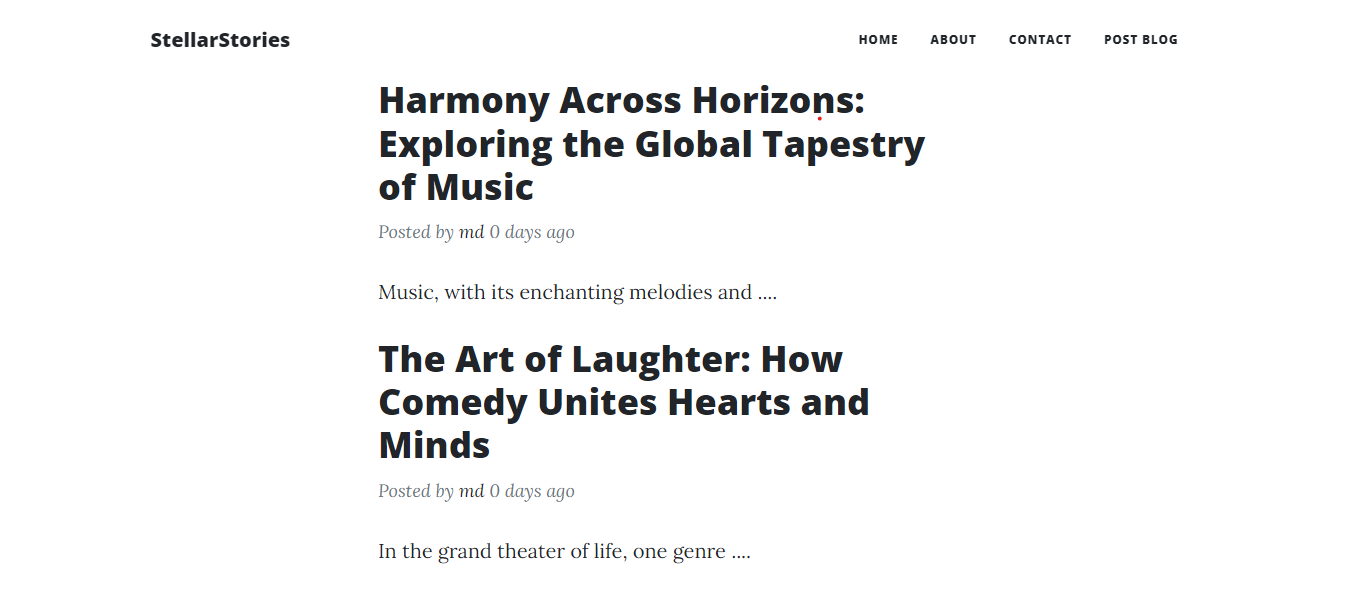 StellarStories
HOME ABOUT CONTACT POST BLOG
Harmony Across Horizons:
Exploring the Global Tapestry
of Music
Posted by md 0 days ago
Music, with its enchanting melodies and ....
The Art of Laughter: How
Comedy Unites Hearts and
Minds
Posted by md 0 days ago
In the grand theater of life, one genre ....